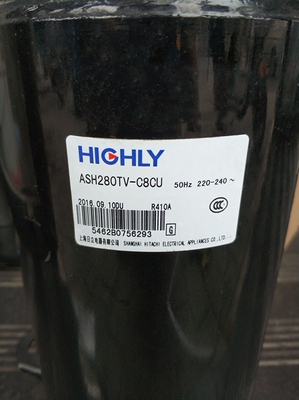 HIGHLY
ASH280TV-C8CU 50Hz 220-240 ~
2016.09.10DU R410A
5462B0756293 G
上海日立电器有限公司 SHANGHAI HITACHI ELECTRICAL APPLIANCES CO.,LTD.